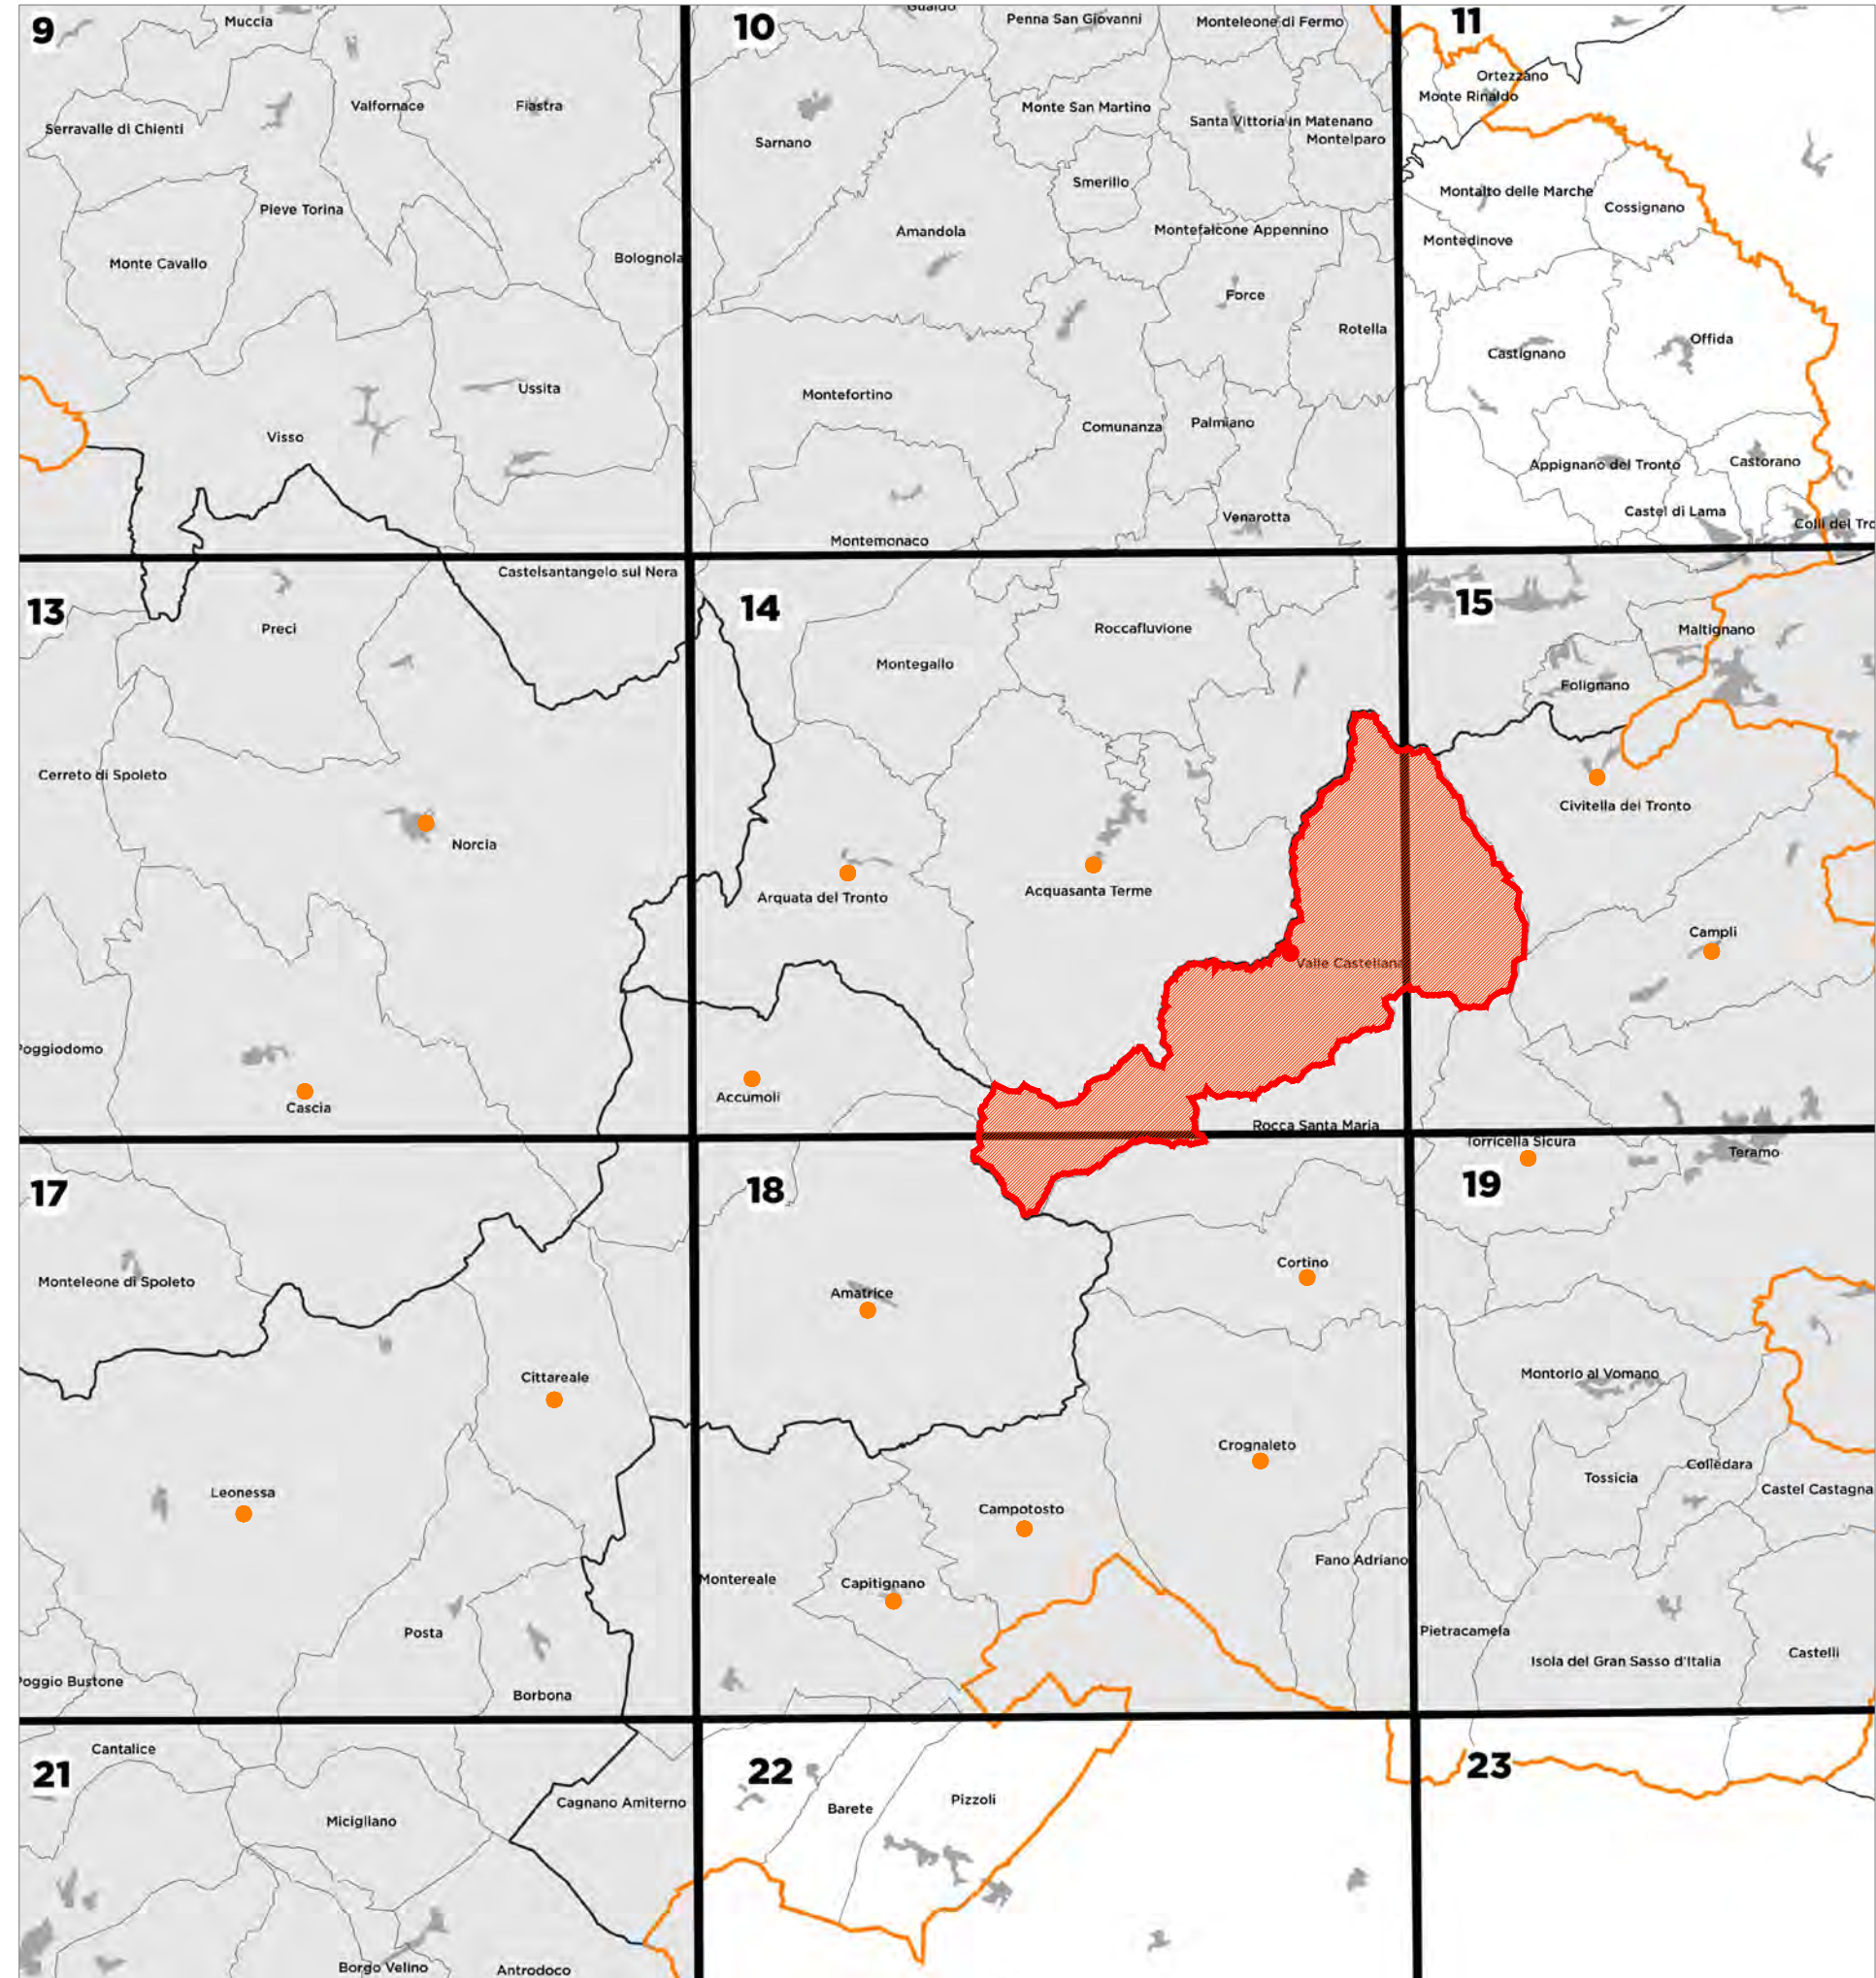 9
Muccia
Valfornace
Fiastra
Serravalle di Chienti
Pieve Torina
Monte Cavallo
Bolognola
Ussita
Visso
10
Gualdo
Penna San Giovanni
Monteleone di Fermo
Monte San Martino
Santa Vittoria in Matenano
Montelparo
Sarnano
Smerillo
Amandola
Montefalcone Appennino
Force
Rotella
Montefortino
Comunanza
Palmiano
Venarotta
Montemonaco
11
Ortezzano
Monte Rinaldo
Montalto delle Marche
Cossignano
Montedinove
Offida
Castignano
Appignano del Tronto
Castorano
Castel di Lama
Colli del Tro
13
Castelsantangelo sul Nera
Preci
Cerreto di Spoleto
Norcia
Poggiodomo
Cascia
14
Roccafluvione
Montegallo
Arquata del Tronto
Acquasanta Terme
Valle Castellana
Accumoli
Rocca Santa Maria
15
Maltignano
Folignano
Civitella del Tronto
Campli
17
Monteleone di Spoleto
Cittareale
Leonessa
Posta
Poggio Bustone
Borbona
18
Cortino
Amatrice
Crognaleto
Campotosto
Fano Adriano
Montereale
Capitignano
Torricella Sicura
Teramo
19
Montorio al Vomano
Colledara
Tossicia
Castel Castagna
Pietracamela
Isola del Gran Sasso d'Italia
Castelli
21
Cantalice
Cagnano Amiterno
Micigliano
Borgo Velino
Antrodoco
22
Barete
Pizzoli
23